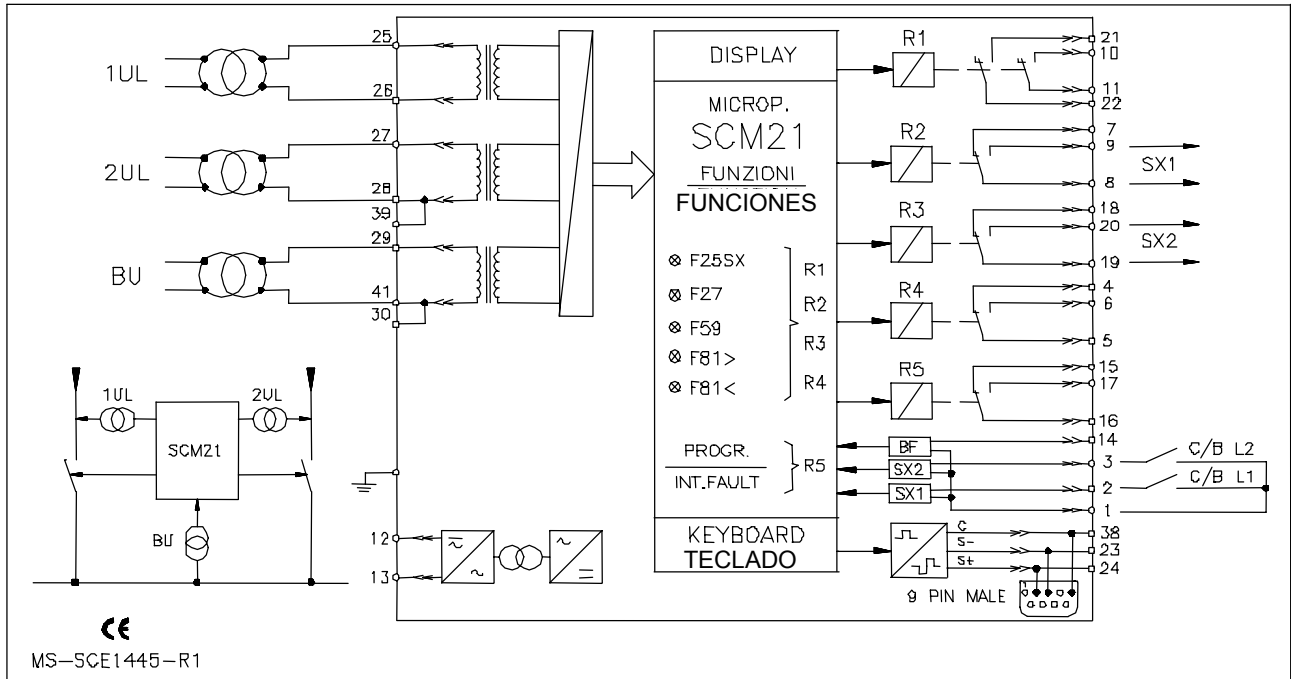 25
1UL
26
27
2UL
28
39
29
BU
41
30
1UL
2UL
SCM21
BU
12
13
CE
MS-SCE1445-R1
DISPLAY
MICROP.
SCM21
FUNZIONI
FUNCIONES
F25SX
F27
F59
F81>
F81<
R1
R2
R3
R4
PROGR.
INT.FAULT
R5
KEYBOARD
TECLADO
R1
21
10
11
22
R2
7
9
8
SX1
R3
18
20
19
SX2
R4
4
6
5
R5
15
17
16
BF
14
SX2
3
C/B L2
SX1
2
C/B L1
1
C
38
S-
23
S+
24
9 PIN MALE